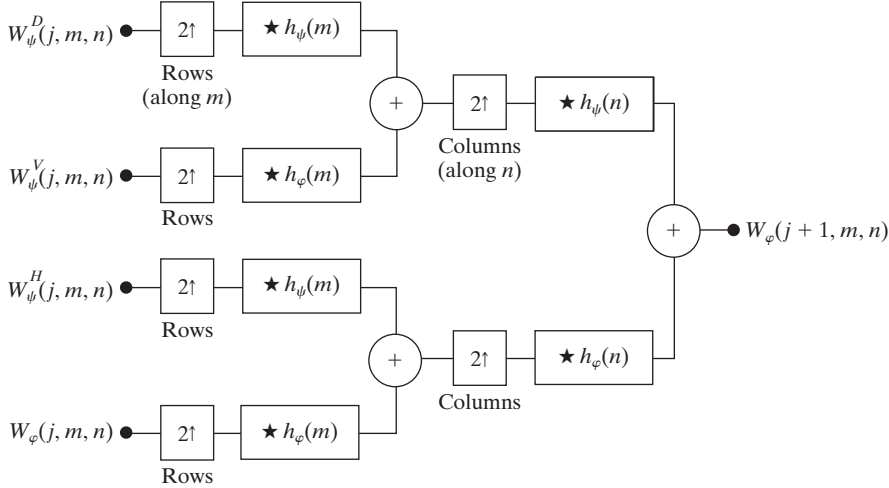 W_ψ^D(j, m, n)
2↑
★ h_ψ(m)
Rows
(along m)
+
2↑
★ h_ψ(n)
Columns
(along n)
W_ψ^V(j, m, n)
2↑
★ h_φ(m)
Rows
+
W_φ(j + 1, m, n)
W_ψ^H(j, m, n)
2↑
★ h_ψ(m)
Rows
+
2↑
★ h_φ(n)
Columns
W_φ(j, m, n)
2↑
★ h_φ(m)
Rows